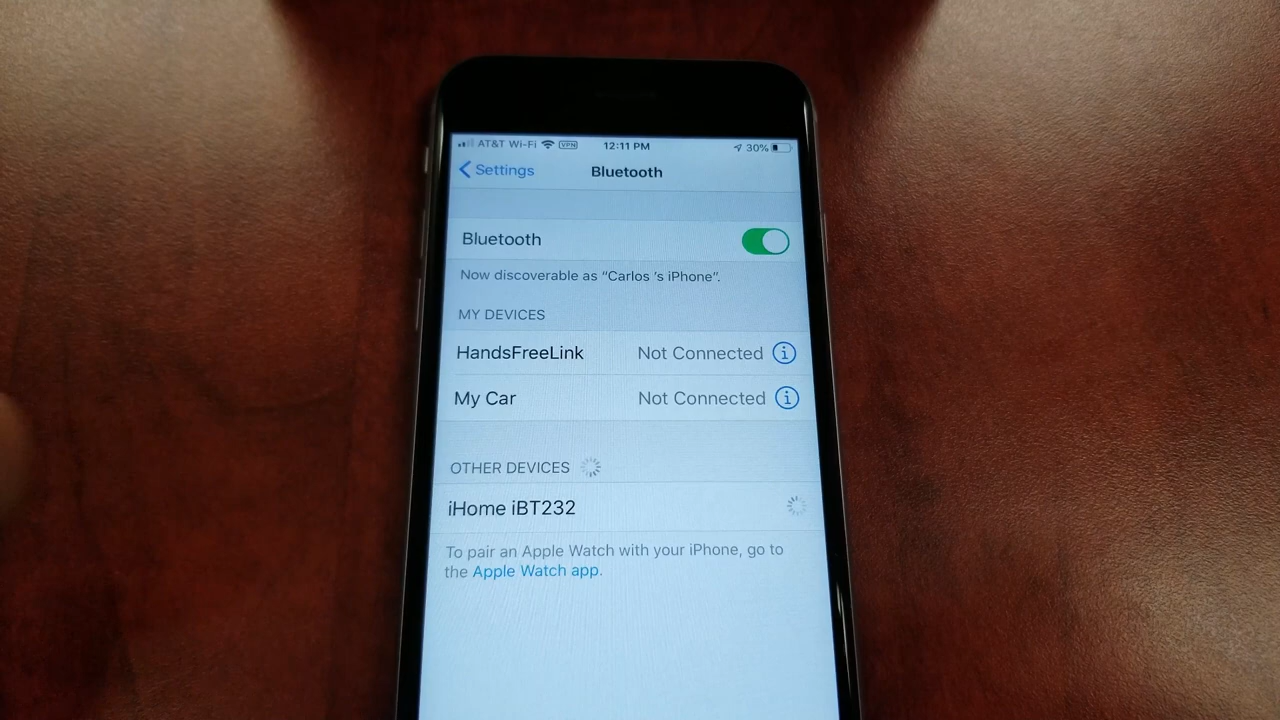 AT&T Wi-Fi VPN 12:11 PM 30%
Settings Bluetooth
Bluetooth
Now discoverable as “Carlos 's iPhone”.
MY DEVICES
HandsFreeLink Not Connected i
My Car Not Connected i
OTHER DEVICES
iHome iBT232
To pair an Apple Watch with your iPhone, go to
the Apple Watch app.